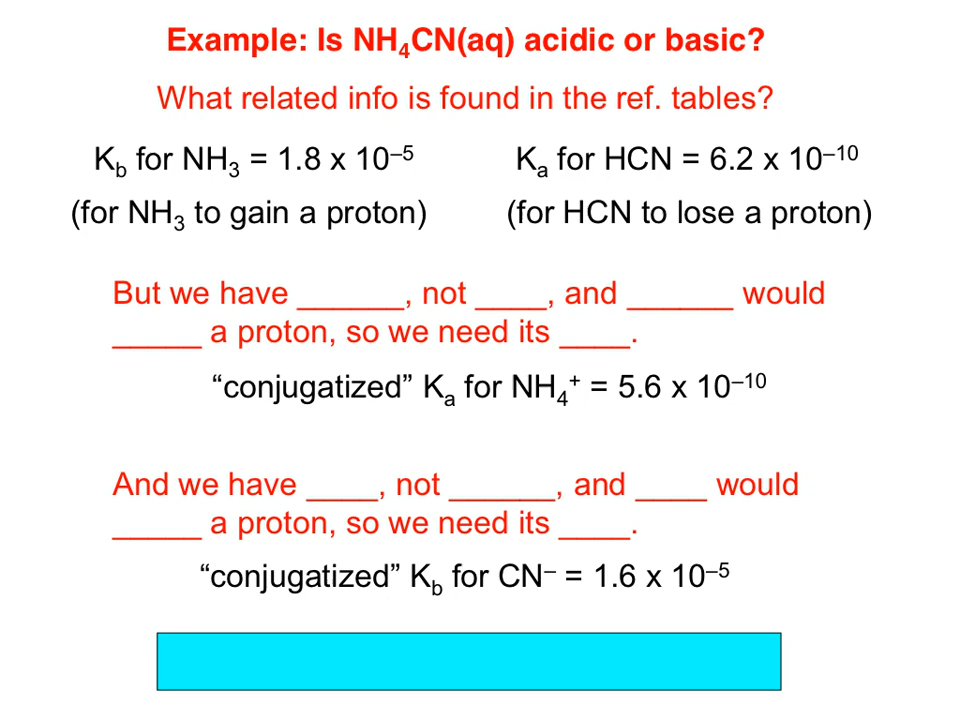 Example: Is NH₄CN(aq) acidic or basic?
What related info is found in the ref. tables?
K_b for NH₃ = 1.8 x 10⁻⁵
K_a for HCN = 6.2 x 10⁻¹⁰
(for NH₃ to gain a proton)
(for HCN to lose a proton)
But we have ______, not ____, and ______ would
_____ a proton, so we need its ____.
“conjugatized” Kₐ for NH₄⁺ = 5.6 x 10⁻¹⁰
And we have ____, not ______, and ____ would
_____ a proton, so we need its ____.
“conjugatized” K_b for CN⁻ = 1.6 x 10⁻⁵